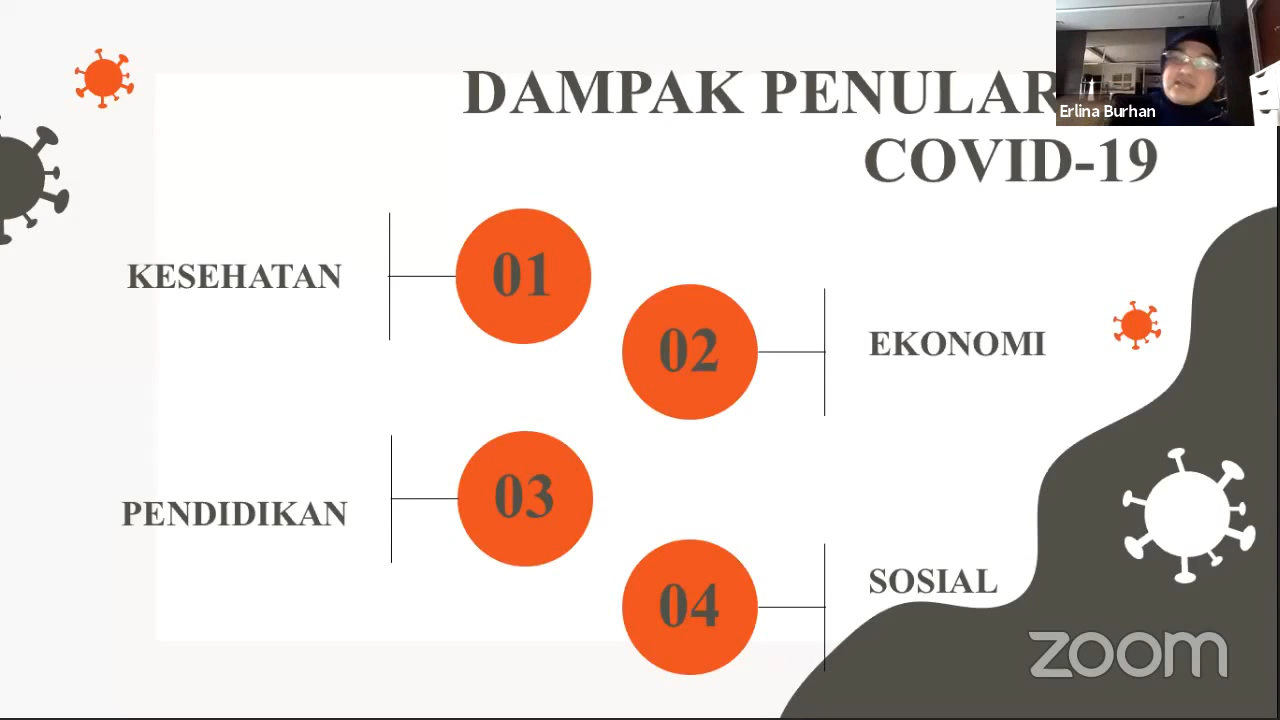 DAMPAK PENULAR
COVID-19
Erlina Burhan
KESEHATAN
01
02
EKONOMI
PENDIDIKAN
03
04
SOSIAL
zoom